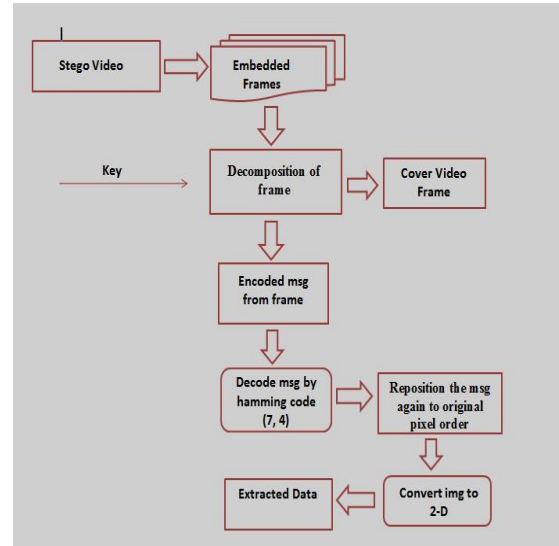 Stego Video
Embedded
Frames
Key
Decomposition of
frame
Cover Video
Frame
Encoded msg
from frame
Decode msg by
hamming code
(7, 4)
Reposition the msg
again to original
pixel order
Extracted Data
Convert img to
2-D